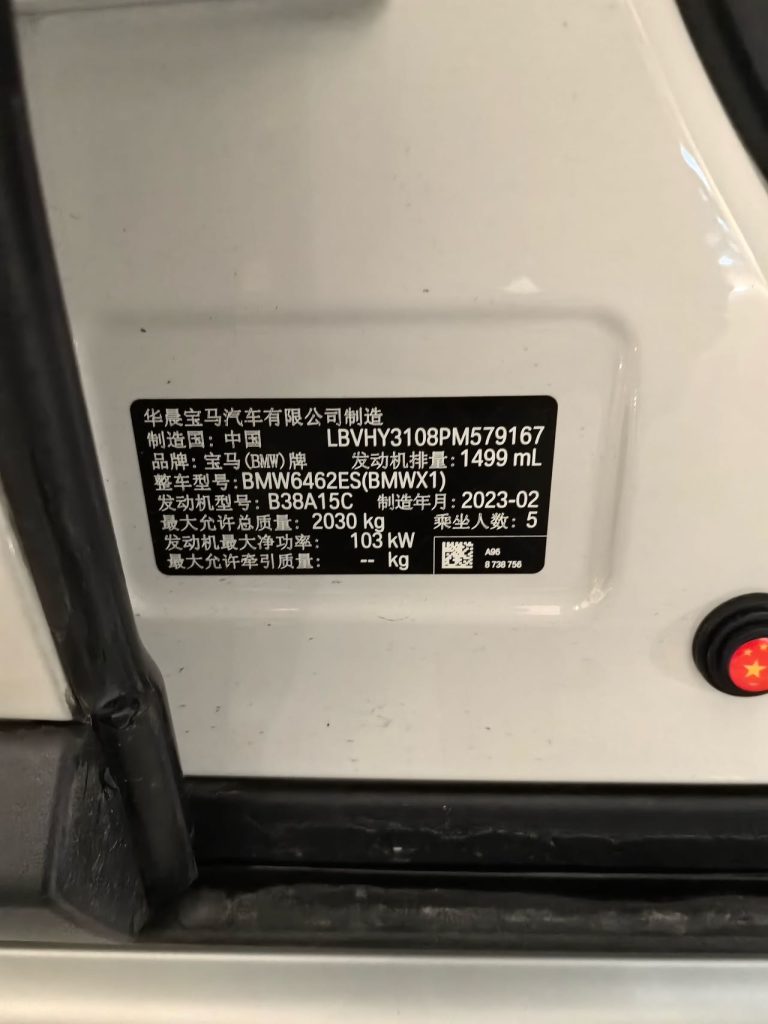 华晨宝马汽车有限公司制造
制造国：中国 LBVHY3108PM579167
品牌：宝马(BMW)牌 发动机排量：1499 mL
整车型号：BMW6462ES(BMWX1)
发动机型号：B38A15C 制造年月：2023-02
最大允许总质量：2030 kg 乘坐人数：5
发动机最大净功率：103 kW
最大允许牵引质量：-- kg
A96
8 738 756